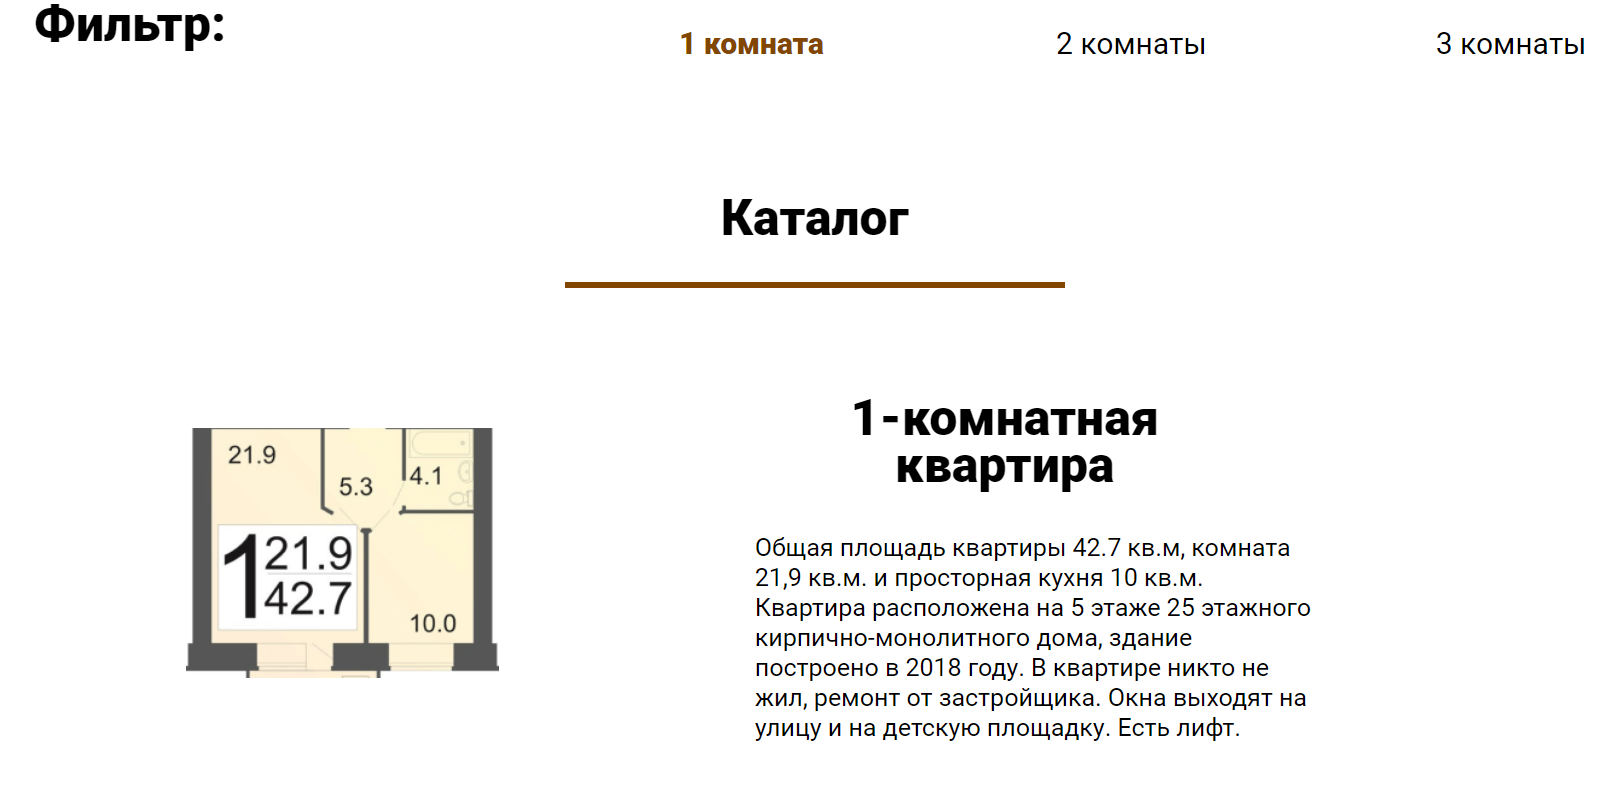 Фильтр:
1 комната
2 комнаты
3 комнаты
Каталог
21.9
5.3
4.1
1 21.9
42.7
10.0
1-комнатная
квартира
Общая площадь квартиры 42.7 кв.м, комната
21,9 кв.м. и просторная кухня 10 кв.м.
Квартира расположена на 5 этаже 25 этажного
кирпично-монолитного дома, здание
построено в 2018 году. В квартире никто не
жил, ремонт от застройщика. Окна выходят на
улицу и на детскую площадку. Есть лифт.